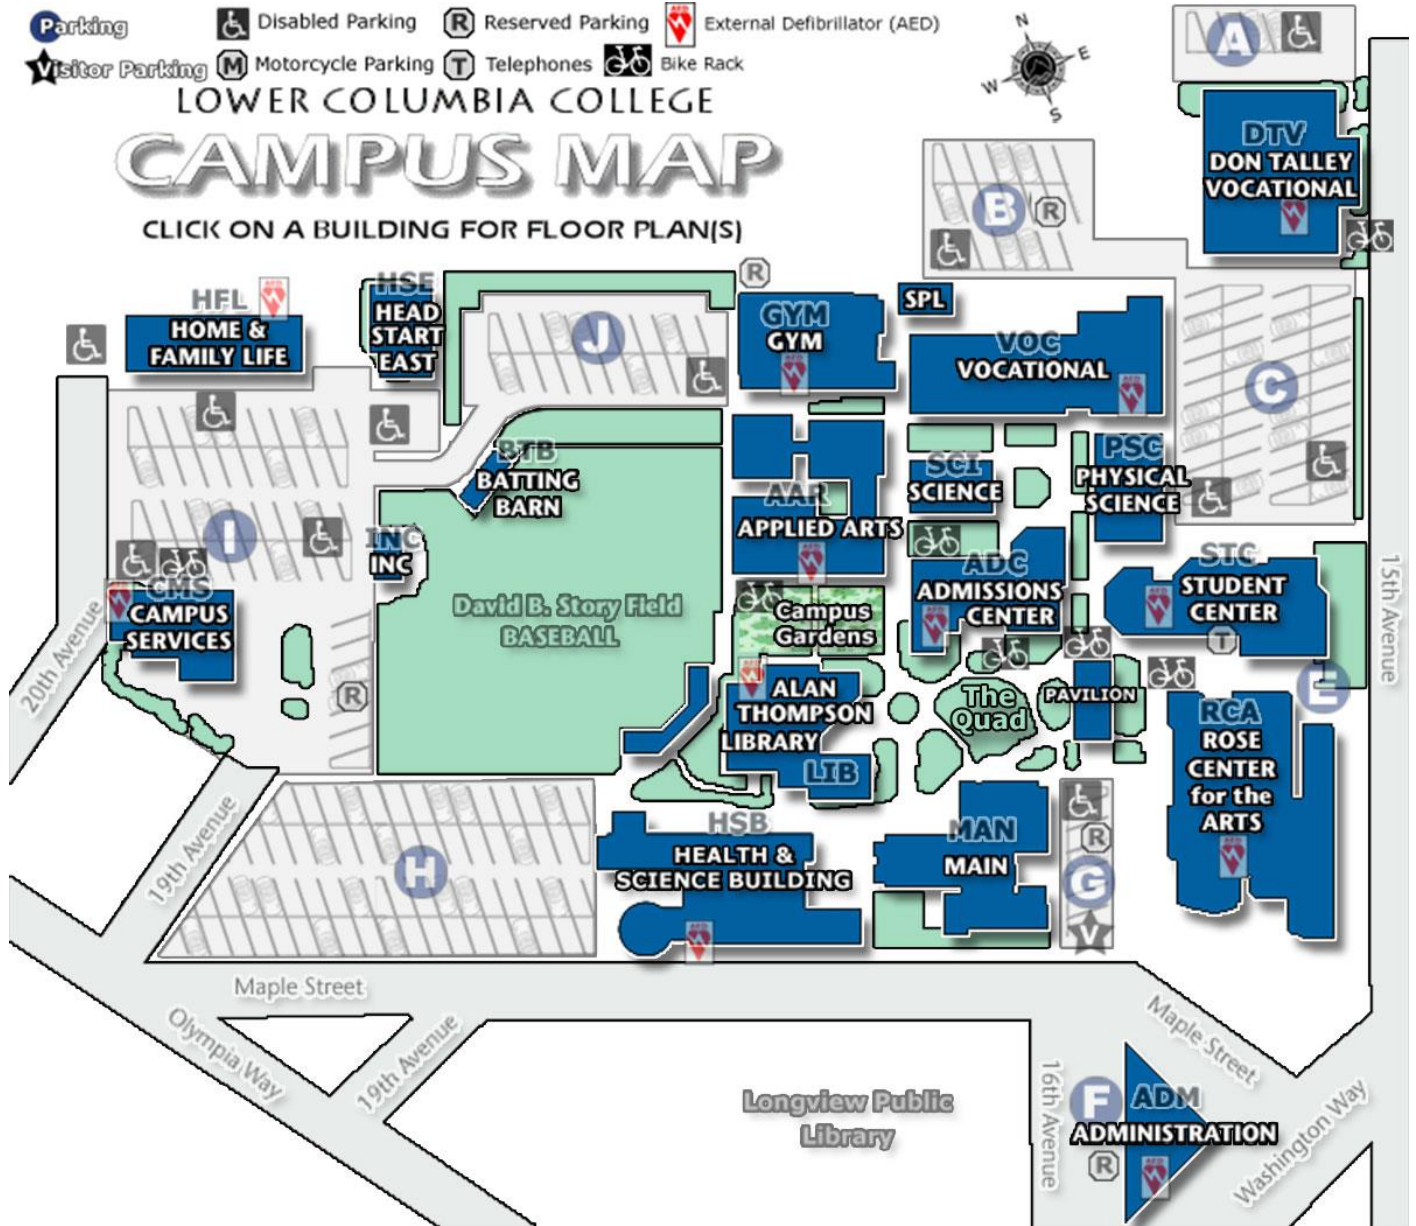 Parking
Disabled Parking
R Reserved Parking
AED External Defibrillator (AED)
Visitor Parking
M Motorcycle Parking
T Telephones
Bike Rack
N
E
W
S
LOWER COLUMBIA COLLEGE
CAMPUS MAP
CLICK ON A BUILDING FOR FLOOR PLAN(S)
A
DTV
DON TALLEY
VOCATIONAL
B
R
HFL
HOME &
FAMILY LIFE
HSE
HEAD
START
EAST
J
R
GYM
GYM
SPL
VOC
VOCATIONAL
C
BTB
BATTING
BARN
AAR
APPLIED ARTS
SCI
SCIENCE
PSC
PHYSICAL
SCIENCE
I
INC
INC
CMS
CAMPUS
SERVICES
David B. Story Field
BASEBALL
Campus
Gardens
ADC
ADMISSIONS
CENTER
STC
STUDENT
CENTER
T
15th Avenue
20th Avenue
R
ALAN
THOMPSON
LIBRARY
LIB
The
Quad
PAVILION
E
RCA
ROSE
CENTER
for the
ARTS
19th Avenue
H
HSB
HEALTH &
SCIENCE BUILDING
MAN
MAIN
R
G
V
Maple Street
Olympia Way
19th Avenue
Longview Public
Library
16th Avenue
Maple Street
F
ADM
ADMINISTRATION
R
Washington Way